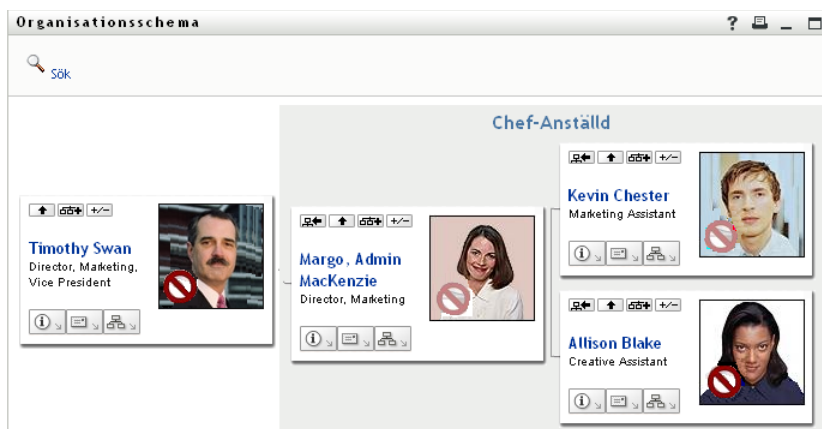 Organisationsschema
?
Sök
Chef-Anställd
+/-
Timothy Swan
Director, Marketing,
Vice President
+/-
Margo, Admin
MacKenzie
Director, Marketing
+/-
Kevin Chester
Marketing Assistant
+/-
Allison Blake
Creative Assistant